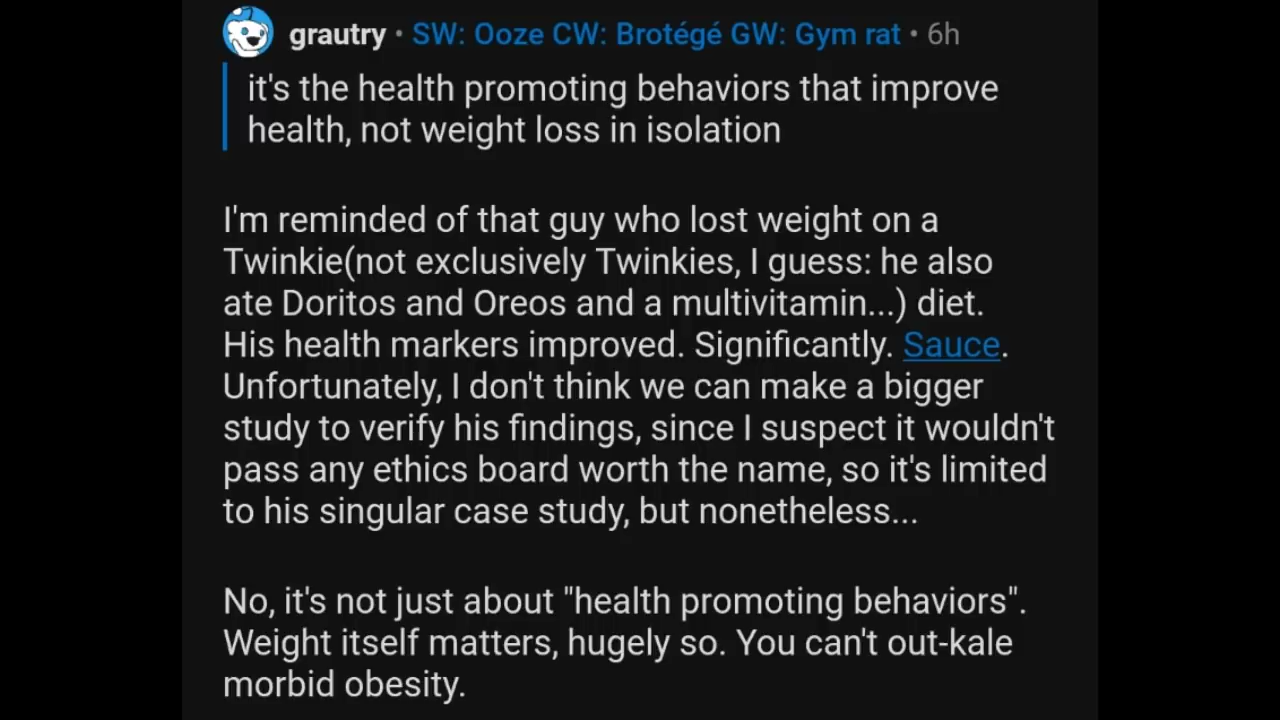 grautry • SW: Ooze CW: Brotégé GW: Gym rat • 6h
it's the health promoting behaviors that improve
health, not weight loss in isolation
I'm reminded of that guy who lost weight on a
Twinkie(not exclusively Twinkies, I guess: he also
ate Doritos and Oreos and a multivitamin...) diet.
His health markers improved. Significantly. Sauce.
Unfortunately, I don't think we can make a bigger
study to verify his findings, since I suspect it wouldn't
pass any ethics board worth the name, so it's limited
to his singular case study, but nonetheless...
No, it's not just about "health promoting behaviors".
Weight itself matters, hugely so. You can't out-kale
morbid obesity.